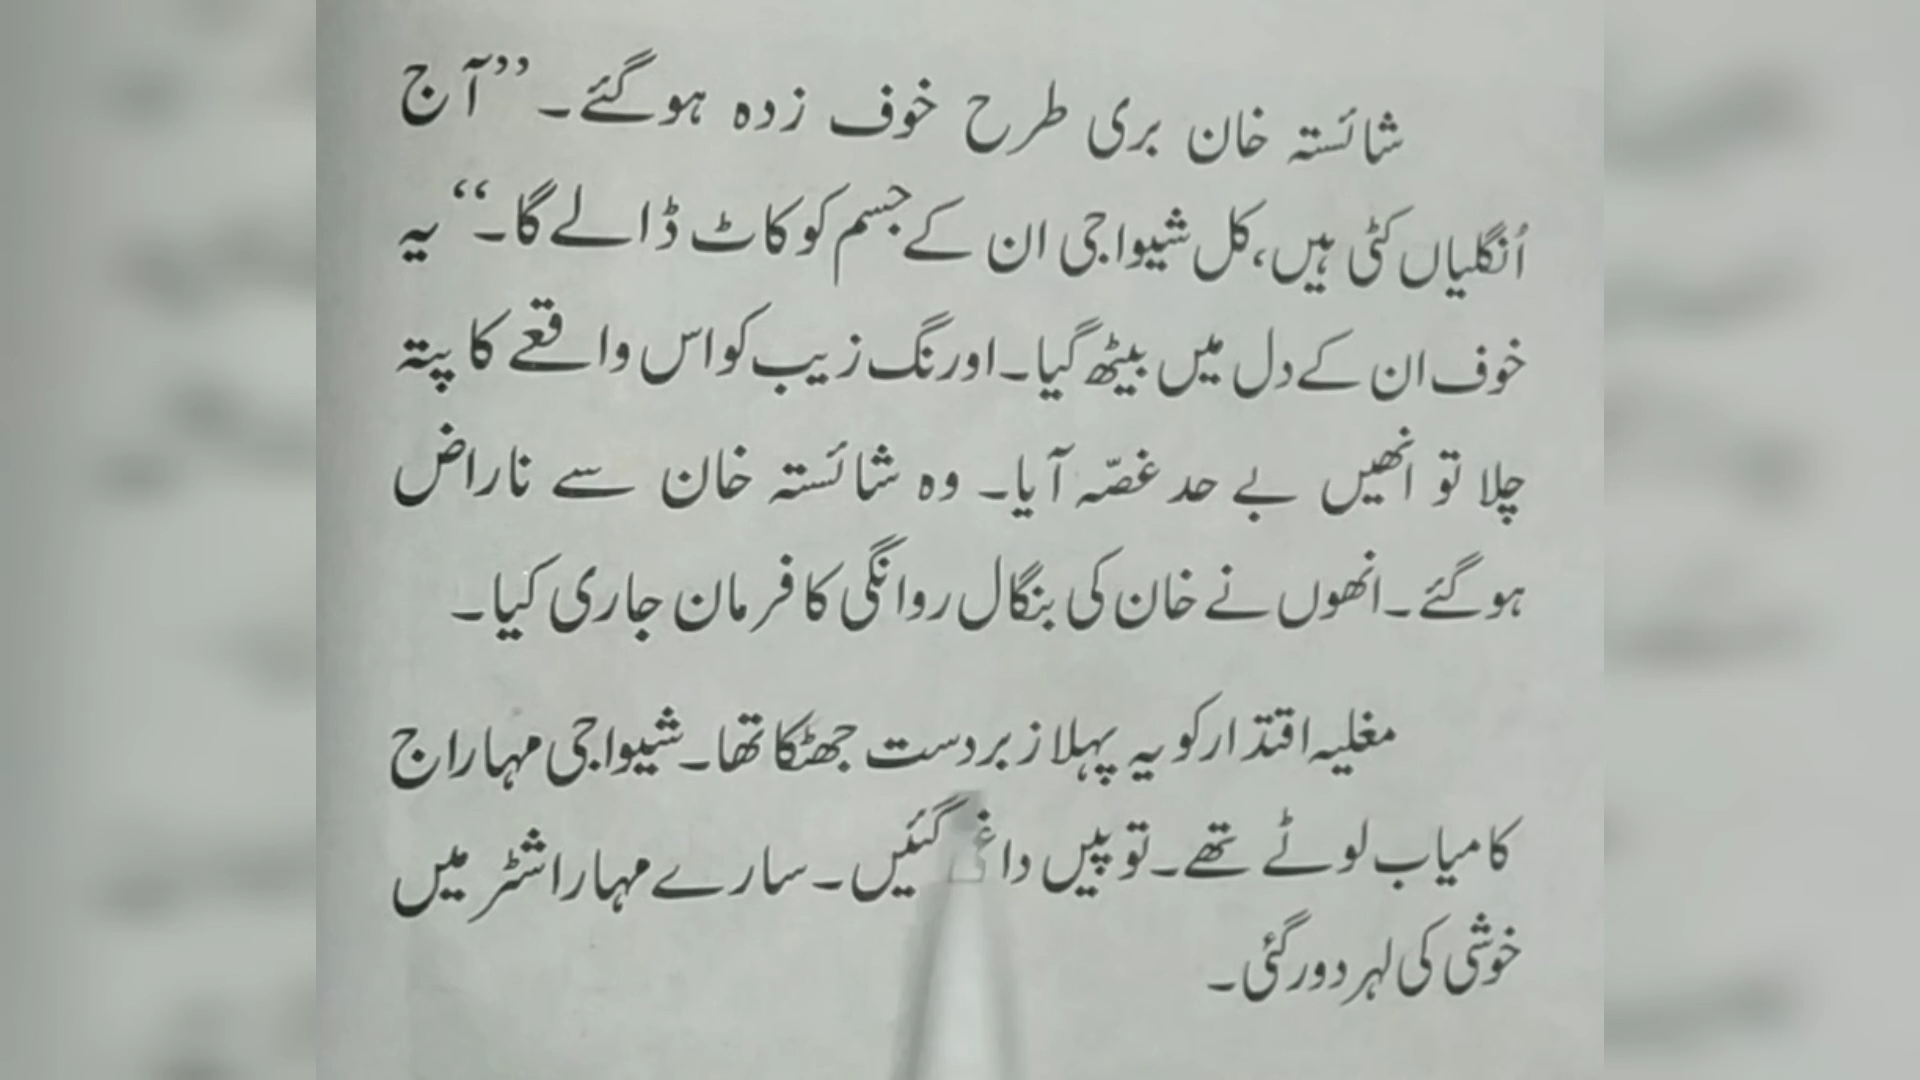 شائستہ خان بری طرح خوف زدہ ہوگئے۔ ’’آج
اُنگلیاں کٹی ہیں، کل شیواجی ان کے جسم کو کاٹ ڈالے گا۔‘‘ یہ
خوف ان کے دل میں بیٹھ گیا۔ اورنگ زیب کو اس واقعے کا پتہ
چلا تو انھیں بے حد غصّہ آیا۔ وہ شائستہ خان سے ناراض
ہوگئے۔ انھوں نے خان کی بنگال روانگی کا فرمان جاری کیا۔
مغلیہ اقتدار کو یہ پہلا زبردست جھٹکا تھا۔ شیواجی مہاراج
کامیاب لوٹے تھے۔ توپیں داغی گئیں۔ سارے مہاراشٹر میں
خوشی کی لہر دور گئی۔